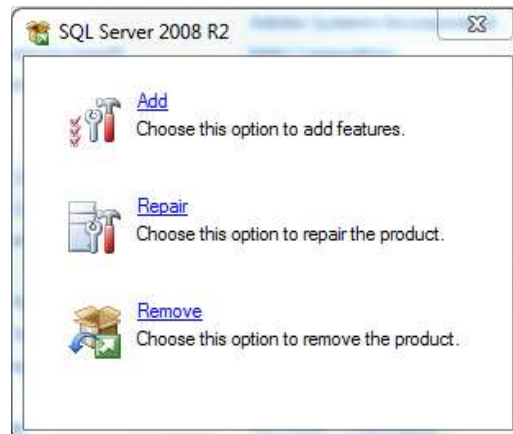 SQL Server 2008 R2
Add
Choose this option to add features.
Repair
Choose this option to repair the product.
Remove
Choose this option to remove the product.